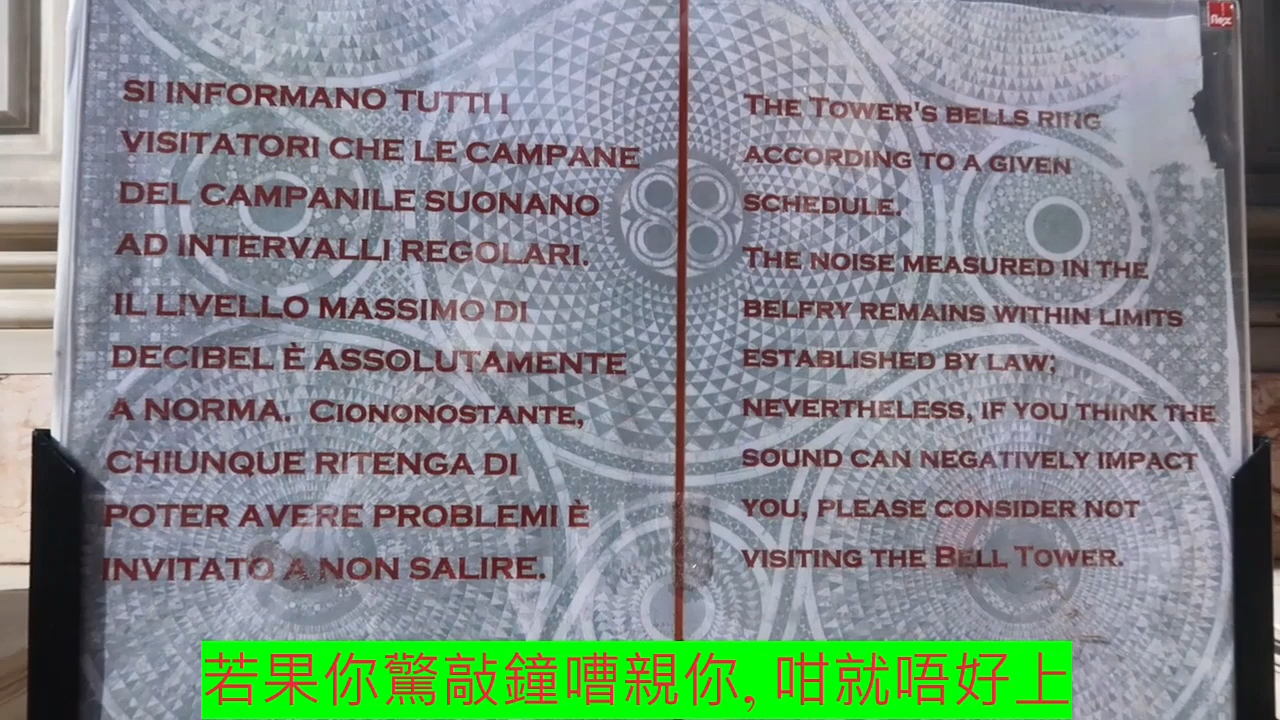 SI INFORMANO TUTTI I
VISITATORI CHE LE CAMPANE
DEL CAMPANILE SUONANO
AD INTERVALLI REGOLARI.
IL LIVELLO MASSIMO DI
DECIBEL È ASSOLUTAMENTE
A NORMA. CIONONOSTANTE,
CHIUNQUE RITENGA DI
POTER AVERE PROBLEMI È
INVITATO A NON SALIRE.
THE TOWER'S BELLS RING
ACCORDING TO A GIVEN
SCHEDULE.
THE NOISE MEASURED IN THE
BELFRY REMAINS WITHIN LIMITS
ESTABLISHED BY LAW;
NEVERTHELESS, IF YOU THINK THE
SOUND CAN NEGATIVELY IMPACT
YOU, PLEASE CONSIDER NOT
VISITING THE BELL TOWER.
若果你驚敲鐘嘈親你, 咁就唔好上